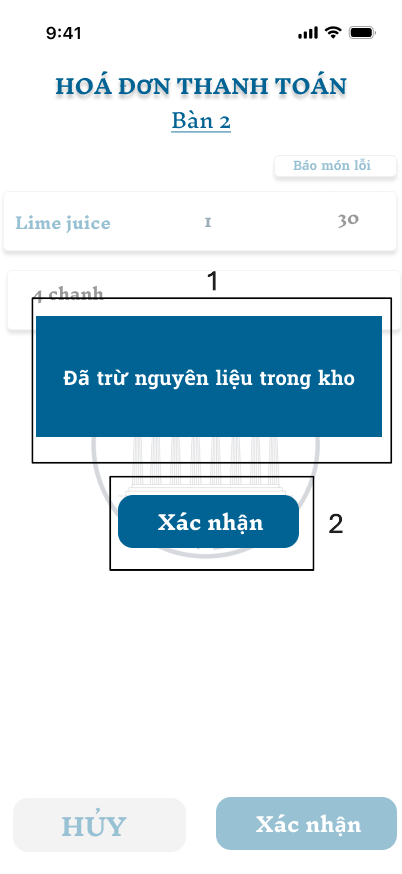 9:41
HOÁ ĐơN THANH TOÁN
Bàn 2
Báo món lỗi
Lime juice 1 30
4 chanh
1
Đã trừ nguyên liệu trong kho
Xác nhận
2
HỦY Xác nhận